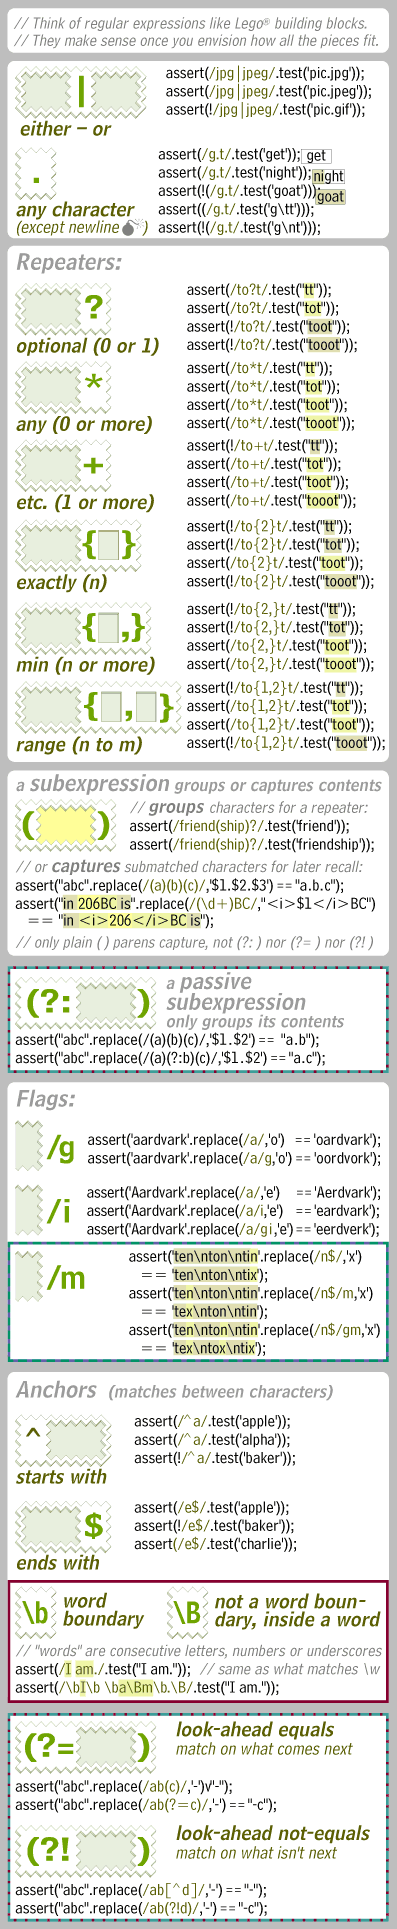 // Think of regular expressions like Lego® building blocks.
// They make sense once you envision how all the pieces fit.
|
either – or
assert(/jpg|jpeg/.test('pic.jpg'));
assert(/jpg|jpeg/.test('pic.jpeg'));
assert(!/jpg|jpeg/.test('pic.gif'));
.
any character
(except newline )
assert(/g.t/.test('get')); get
assert(/g.t/.test('night')); night
assert(!(/g.t/.test('goat'))); goat
assert((/g.t/.test('g\tt')));
assert(!(/g.t/.test('g\nt')));
Repeaters:
?
optional (0 or 1)
assert(/to?t/.test("tt"));
assert(/to?t/.test("tot"));
assert(!/to?t/.test("toot"));
assert(!/to?t/.test("tooot"));
*
any (0 or more)
assert(/to*t/.test("tt"));
assert(/to*t/.test("tot"));
assert(/to*t/.test("toot"));
assert(/to*t/.test("tooot"));
+
etc. (1 or more)
assert(!/to+t/.test("tt"));
assert(/to+t/.test("tot"));
assert(/to+t/.test("toot"));
assert(/to+t/.test("tooot"));
{ }
exactly (n)
assert(!/to{2}t/.test("tt"));
assert(!/to{2}t/.test("tot"));
assert(/to{2}t/.test("toot"));
assert(!/to{2}t/.test("tooot"));
{ ,}
min (n or more)
assert(!/to{2,}t/.test("tt"));
assert(!/to{2,}t/.test("tot"));
assert(/to{2,}t/.test("toot"));
assert(/to{2,}t/.test("tooot"));
{ , }
range (n to m)
assert(!/to{1,2}t/.test("tt"));
assert(/to{1,2}t/.test("tot"));
assert(/to{1,2}t/.test("toot"));
assert(!/to{1,2}t/.test("tooot"));
a subexpression groups or captures contents
( )
// groups characters for a repeater:
assert(/friend(ship)?/.test('friend'));
assert(/friend(ship)?/.test('friendship'));
// or captures submatched characters for later recall:
assert("abc".replace(/(a)(b)(c)/,'$1.$2.$3') == "a.b.c");
assert("in 206BC is".replace(/(\d+)BC/,"<i>$1</i>BC")
== "in <i>206</i>BC is");
// only plain ( ) parens capture, not (?: ) nor (?= ) nor (?! )
(?: )
a passive
subexpression
only groups its contents
assert("abc".replace(/(a)(b)(c)/,'$1.$2') == "a.b");
assert("abc".replace(/(a)(?:b)(c)/,'$1.$2') == "a.c");
Flags:
/g
assert('aardvark'.replace(/a/,'o') == 'oardvark');
assert('aardvark'.replace(/a/g,'o') == 'oordvork');
/i
assert('Aardvark'.replace(/a/,'e') == 'Aerdvark');
assert('Aardvark'.replace(/a/i,'e') == 'eardvark');
assert('Aardvark'.replace(/a/gi,'e') == 'eerdverk');
/m
assert('ten\nton\ntin'.replace(/n$/,'x')
== 'ten\nton\ntix');
assert('ten\nton\ntin'.replace(/n$/m,'x')
== 'tex\nton\ntin');
assert('ten\nton\ntin'.replace(/n$/gm,'x')
== 'tex\ntox\ntix');
Anchors (matches between characters)
^
starts with
assert(/^a/.test('apple'));
assert(/^a/.test('alpha'));
assert(!/^a/.test('baker'));
$
ends with
assert(/e$/.test('apple'));
assert(!/e$/.test('baker'));
assert(/e$/.test('charlie'));
\b word
boundary
\B not a word boun-
dary, inside a word
// "words" are consecutive letters, numbers or underscores
assert(/I am./.test("I am.")); // same as what matches \w
assert(/\bI\b \ba\Bm\b.\B/.test("I am."));
(?= )
look-ahead equals
match on what comes next
assert("abc".replace(/ab(c)/,'-')v"-");
assert("abc".replace(/ab(?=c)/,'-') == "-c");
(?! )
look-ahead not-equals
match on what isn't next
assert("abc".replace(/ab[^d]/,'-') == "-");
assert("abc".replace(/ab(?!d)/,'-') == "-c");